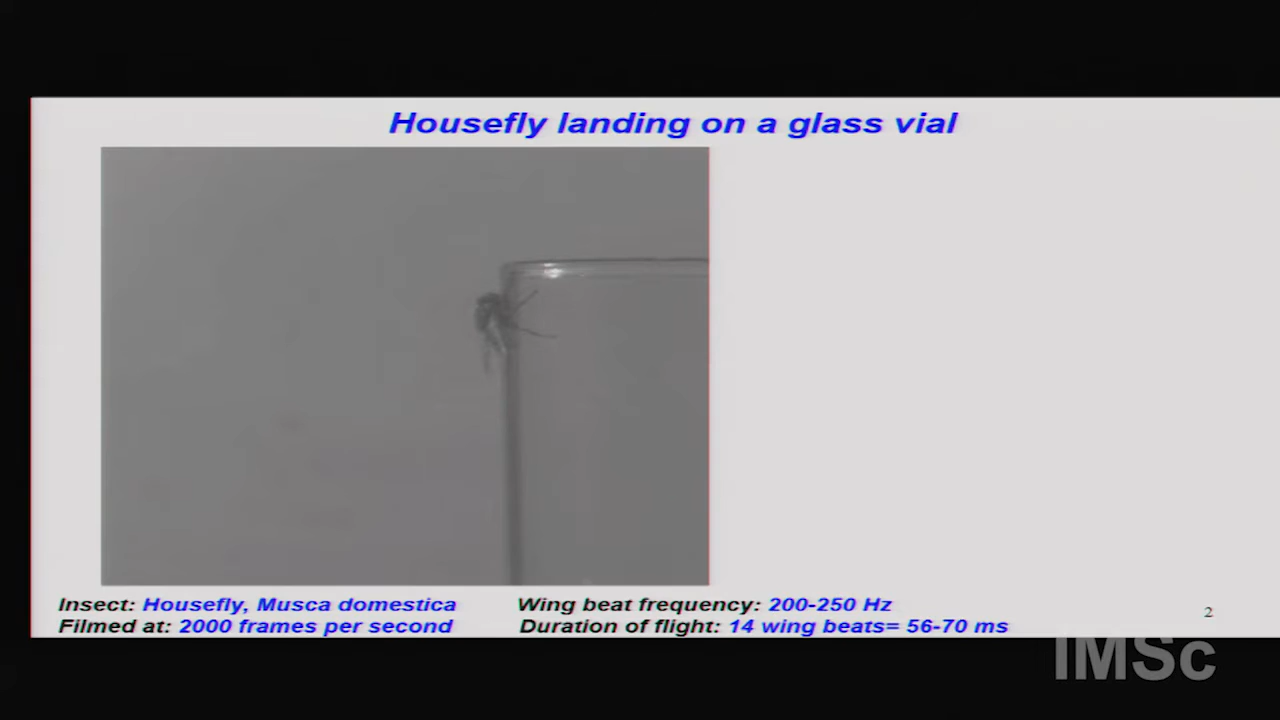 Housefly landing on a glass vial
Insect: Housefly, Musca domestica
Wing beat frequency: 200-250 Hz
Filmed at: 2000 frames per second
Duration of flight: 14 wing beats= 56-70 ms
2
IMSc